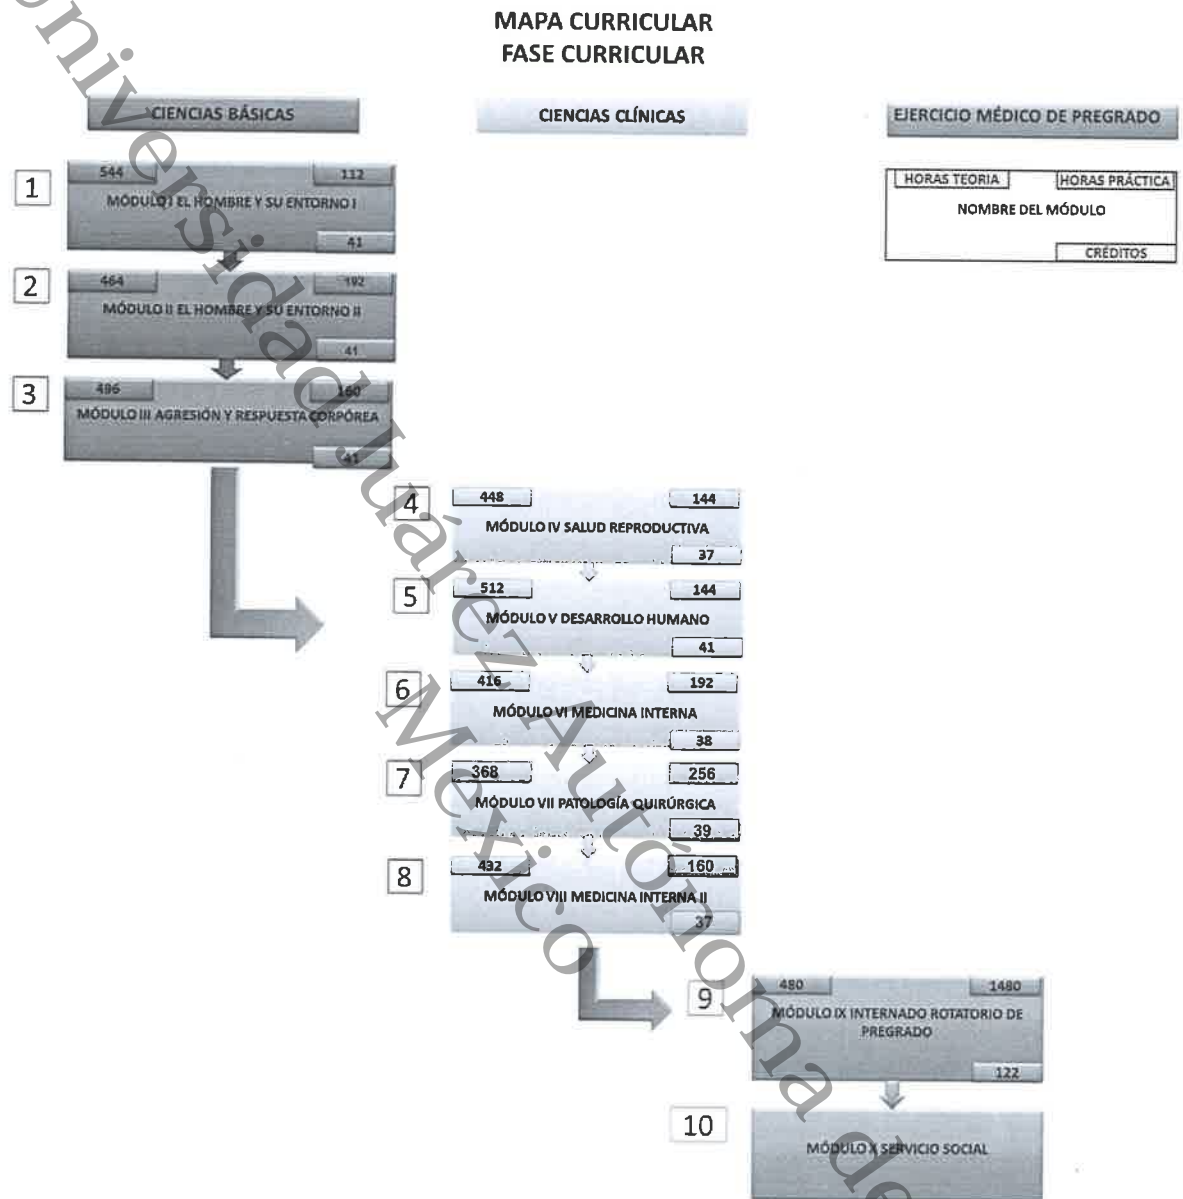 MAPA CURRICULAR
FASE CURRICULAR
CIENCIAS BÁSICAS
CIENCIAS CLÍNICAS
EJERCICIO MÉDICO DE PREGRADO
HORAS TEORIA
HORAS PRÁCTICA
NOMBRE DEL MÓDULO
CRÉDITOS
1
544
112
MÓDULO I EL HOMBRE Y SU ENTORNO I
41
2
464
192
MÓDULO II EL HOMBRE Y SU ENTORNO II
41
3
496
160
MÓDULO III AGRESIÓN Y RESPUESTA CORPÓREA
41
4
448
144
MÓDULO IV SALUD REPRODUCTIVA
37
5
512
144
MÓDULO V DESARROLLO HUMANO
41
6
416
192
MÓDULO VI MEDICINA INTERNA
38
7
368
256
MÓDULO VII PATOLOGÍA QUIRÚRGICA
39
8
432
160
MÓDULO VIII MEDICINA INTERNA II
37
9
480
1480
MÓDULO IX INTERNADO ROTATORIO DE
PREGRADO
122
10
MÓDULO X SERVICIO SOCIAL
Universidad Juárez Autónoma de
México